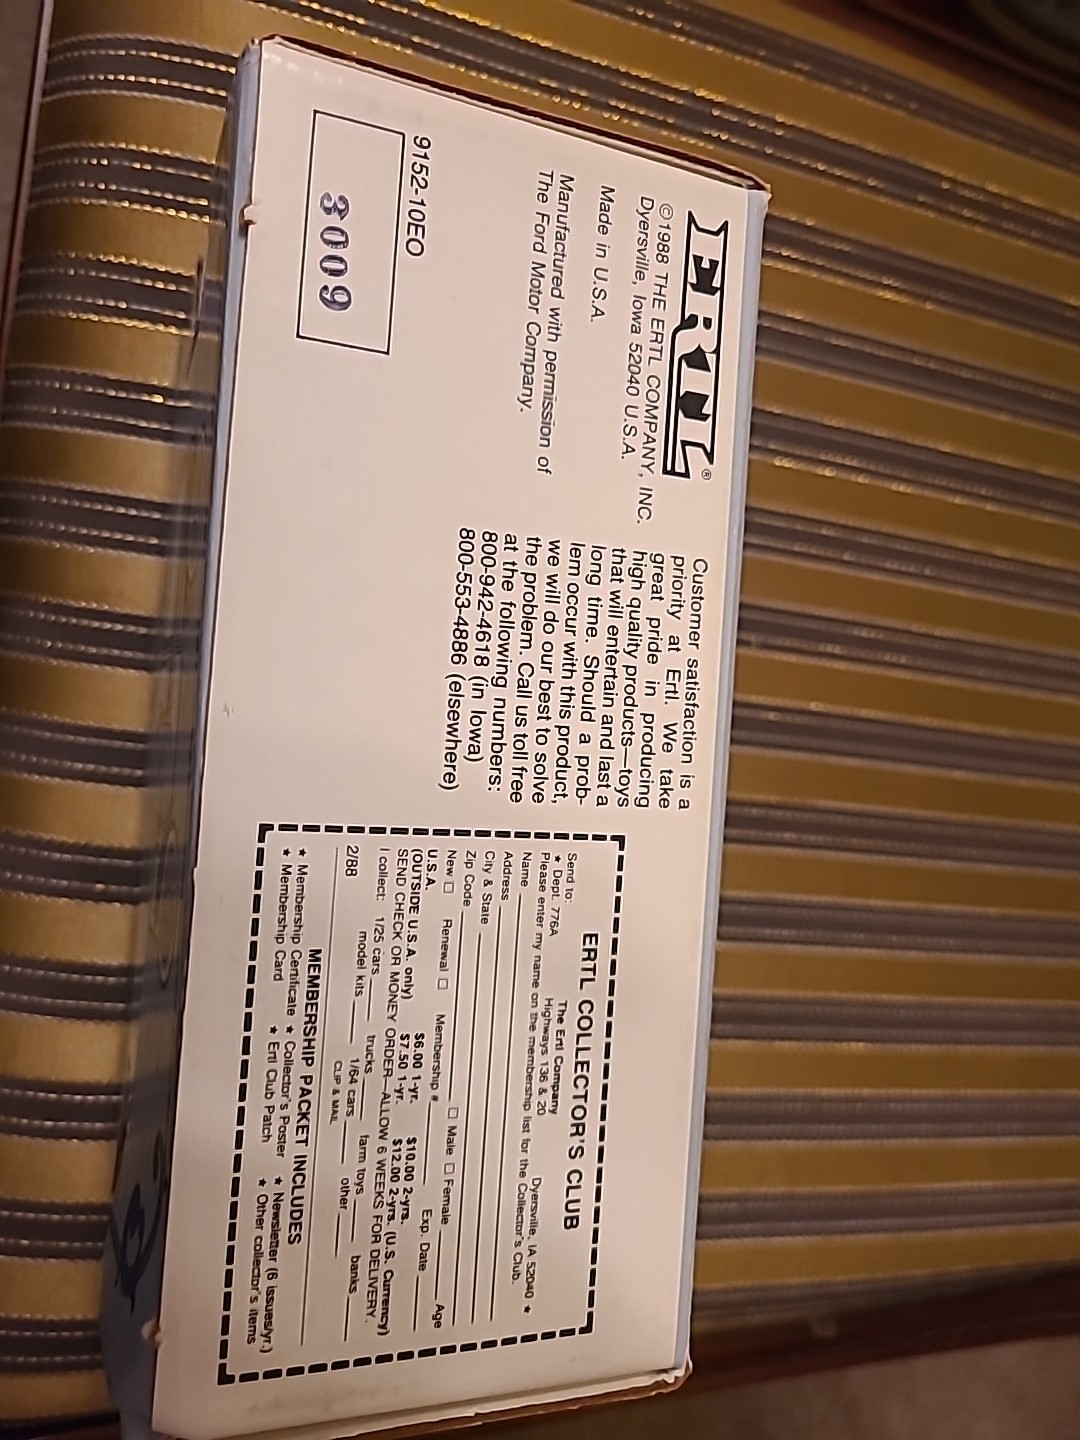 ERTL®
©1988 THE ERTL COMPANY, INC.
Dyersville, Iowa 52040 U.S.A.
Made in U.S.A.
Manufactured with permission of
The Ford Motor Company.
9152-10EO
3009
Customer satisfaction is a
priority at Ertl. We take
great pride in producing
high quality products—toys
that will entertain and last a
long time. Should a prob-
lem occur with this product,
we will do our best to solve
the problem. Call us toll free
at the following numbers:
800-942-4618 (in Iowa)
800-553-4886 (elsewhere)
ERTL COLLECTOR'S CLUB
Send to: The Ertl Company
★ Dept. 776A Highways 136 & 20 Dyersville, IA 52040 ★
Please enter my name on the membership list for the Collector's Club.
Name
Address
City & State
Zip Code □ Male □ Female Age
New □ Renewal □ Membership # Exp. Date
U.S.A. $6.00 1-yr. $10.00 2-yrs.
(OUTSIDE U.S.A. only) $7.50 1-yr. $12.00 2-yrs. (U.S. Currency)
SEND CHECK OR MONEY ORDER—ALLOW 6 WEEKS FOR DELIVERY.
I collect: 1/25 cars trucks farm toys banks
model kits 1/64 cars other
2/88 CLIP & MAIL
MEMBERSHIP PACKET INCLUDES
★ Membership Certificate ★ Collector's Poster ★ Newsletter (6 issues/yr.)
★ Membership Card ★ Ertl Club Patch ★ Other collector's items